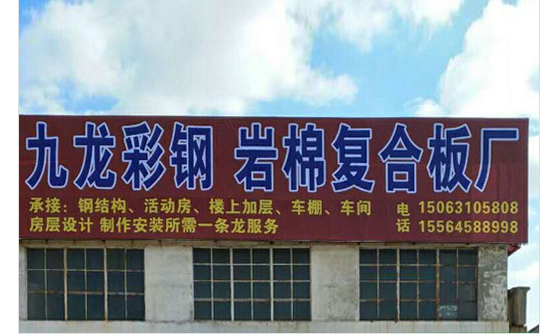 九龙彩钢 岩棉复合板厂
承接：钢结构、活动房、楼上加层、车棚、车间 电 15063105808
房层设计 制作安装所需一条龙服务 话 15564588998